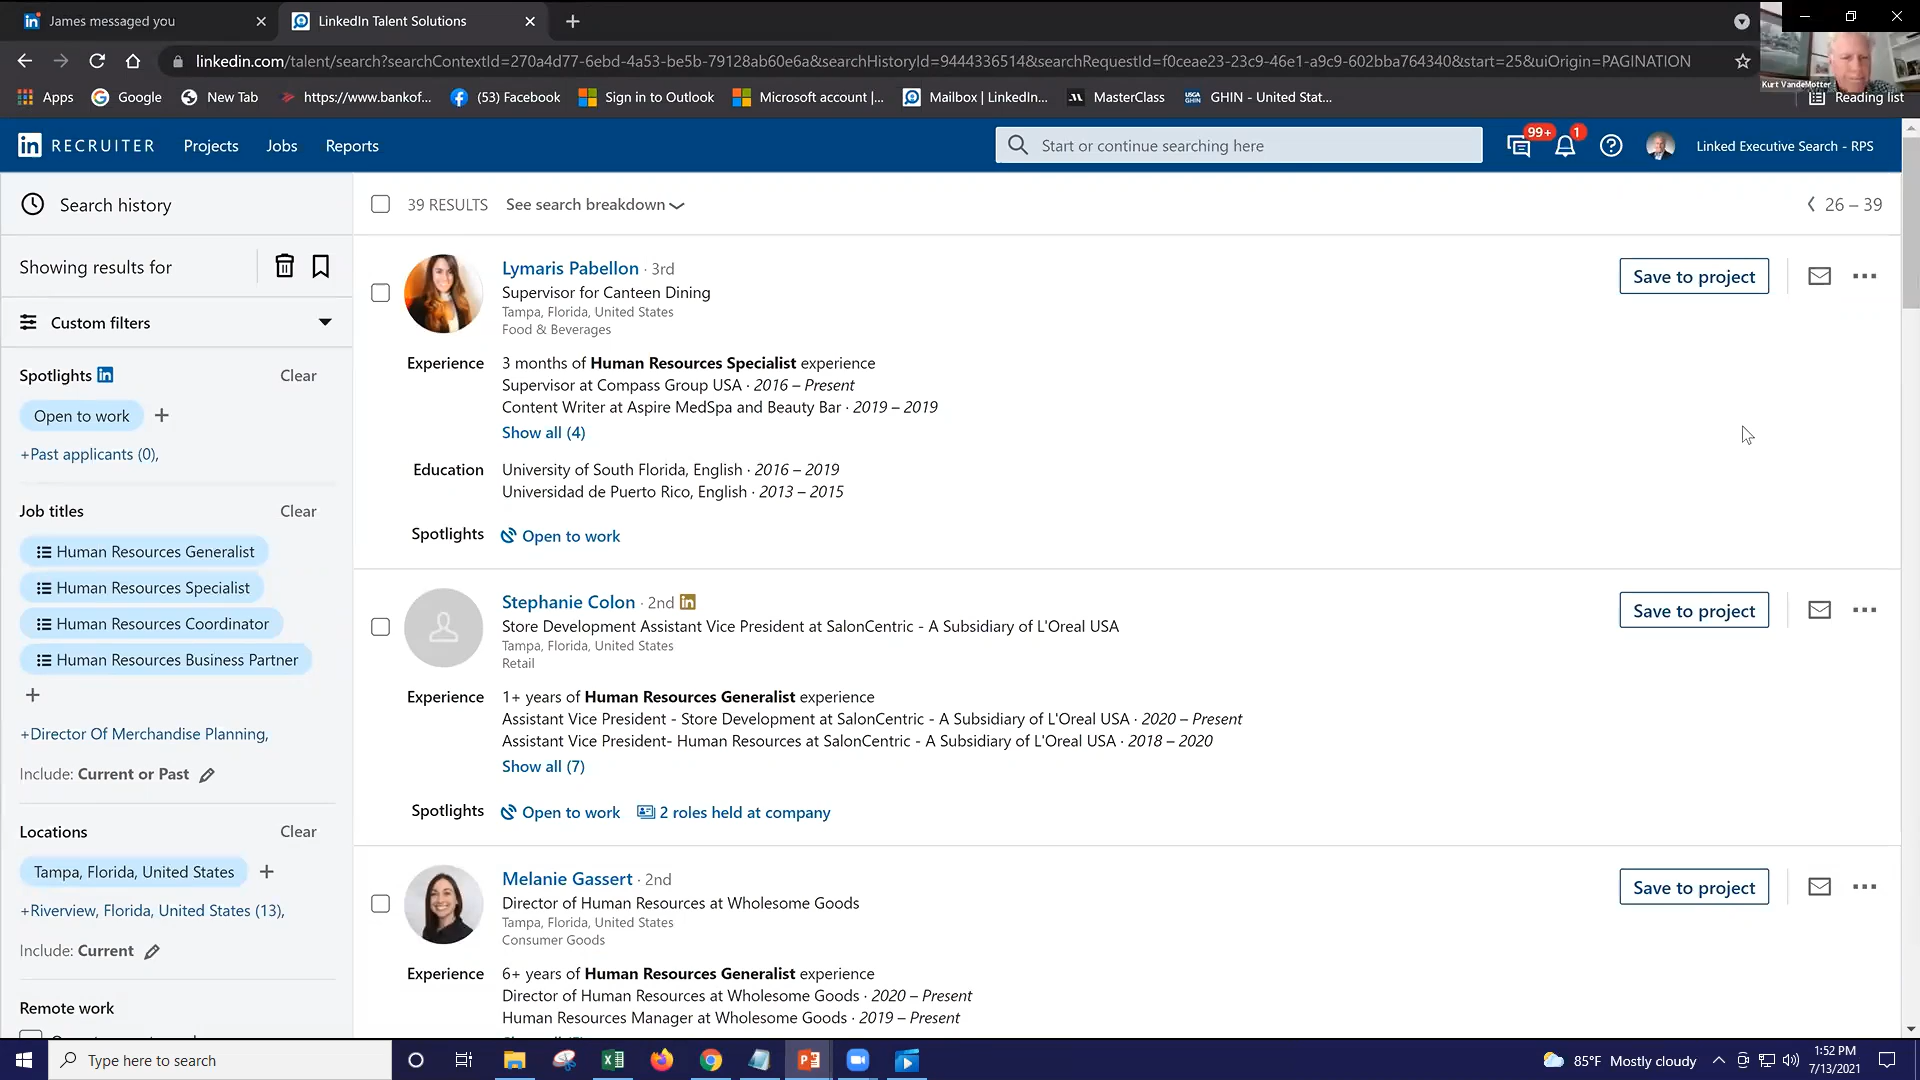 James messaged you
LinkedIn Talent Solutions
linkedin.com/talent/search?searchContextId=270a4d77-6ebd-4a53-be5b-79128ab60e6a&searchHistoryId=9444336514&searchRequestId=f0ceae23-23c9-46e1-a9c9-602bba764340&start=25&uiOrigin=PAGINATION
Kurt VandeMotter
Apps
Google
New Tab
https://www.bankof...
(53) Facebook
Sign in to Outlook
Microsoft account |...
Mailbox | LinkedIn...
MasterClass
GHIN - United Stat...
Reading list
in RECRUITER
Projects
Jobs
Reports
Start or continue searching here
99+
1
Linked Executive Search - RPS
Search history
39 RESULTS
See search breakdown
26 – 39
Showing results for
Custom filters
Spotlights in
Clear
Open to work
+Past applicants (0),
Job titles
Clear
Human Resources Generalist
Human Resources Specialist
Human Resources Coordinator
Human Resources Business Partner
+Director Of Merchandise Planning,
Include: Current or Past
Locations
Clear
Tampa, Florida, United States
+Riverview, Florida, United States (13),
Include: Current
Remote work
Lymaris Pabellon · 3rd
Supervisor for Canteen Dining
Tampa, Florida, United States
Food & Beverages
Save to project
Experience
3 months of Human Resources Specialist experience
Supervisor at Compass Group USA · 2016 – Present
Content Writer at Aspire MedSpa and Beauty Bar · 2019 – 2019
Show all (4)
Education
University of South Florida, English · 2016 – 2019
Universidad de Puerto Rico, English · 2013 – 2015
Spotlights
Open to work
Stephanie Colon · 2nd in
Store Development Assistant Vice President at SalonCentric - A Subsidiary of L'Oreal USA
Tampa, Florida, United States
Retail
Save to project
Experience
1+ years of Human Resources Generalist experience
Assistant Vice President - Store Development at SalonCentric - A Subsidiary of L'Oreal USA · 2020 – Present
Assistant Vice President- Human Resources at SalonCentric - A Subsidiary of L'Oreal USA · 2018 – 2020
Show all (7)
Spotlights
Open to work
2 roles held at company
Melanie Gassert · 2nd
Director of Human Resources at Wholesome Goods
Tampa, Florida, United States
Consumer Goods
Save to project
Experience
6+ years of Human Resources Generalist experience
Director of Human Resources at Wholesome Goods · 2020 – Present
Human Resources Manager at Wholesome Goods · 2019 – Present
Type here to search
85°F Mostly cloudy
1:52 PM
7/13/2021